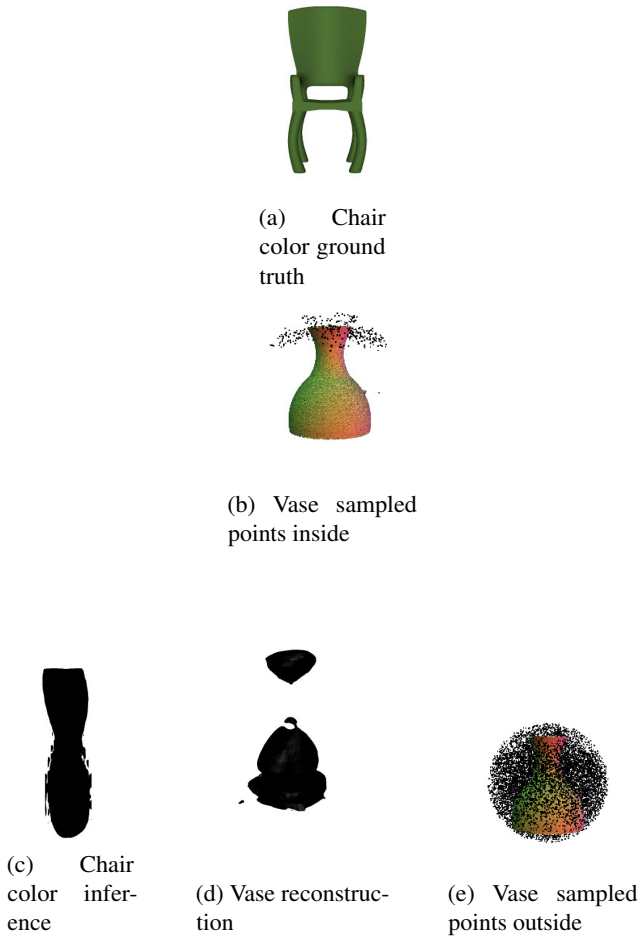 (a) Chair
color ground
truth
(b) Vase sampled
points inside
(c) Chair
color infer-
ence
(d) Vase reconstruc-
tion
(e) Vase sampled
points outside